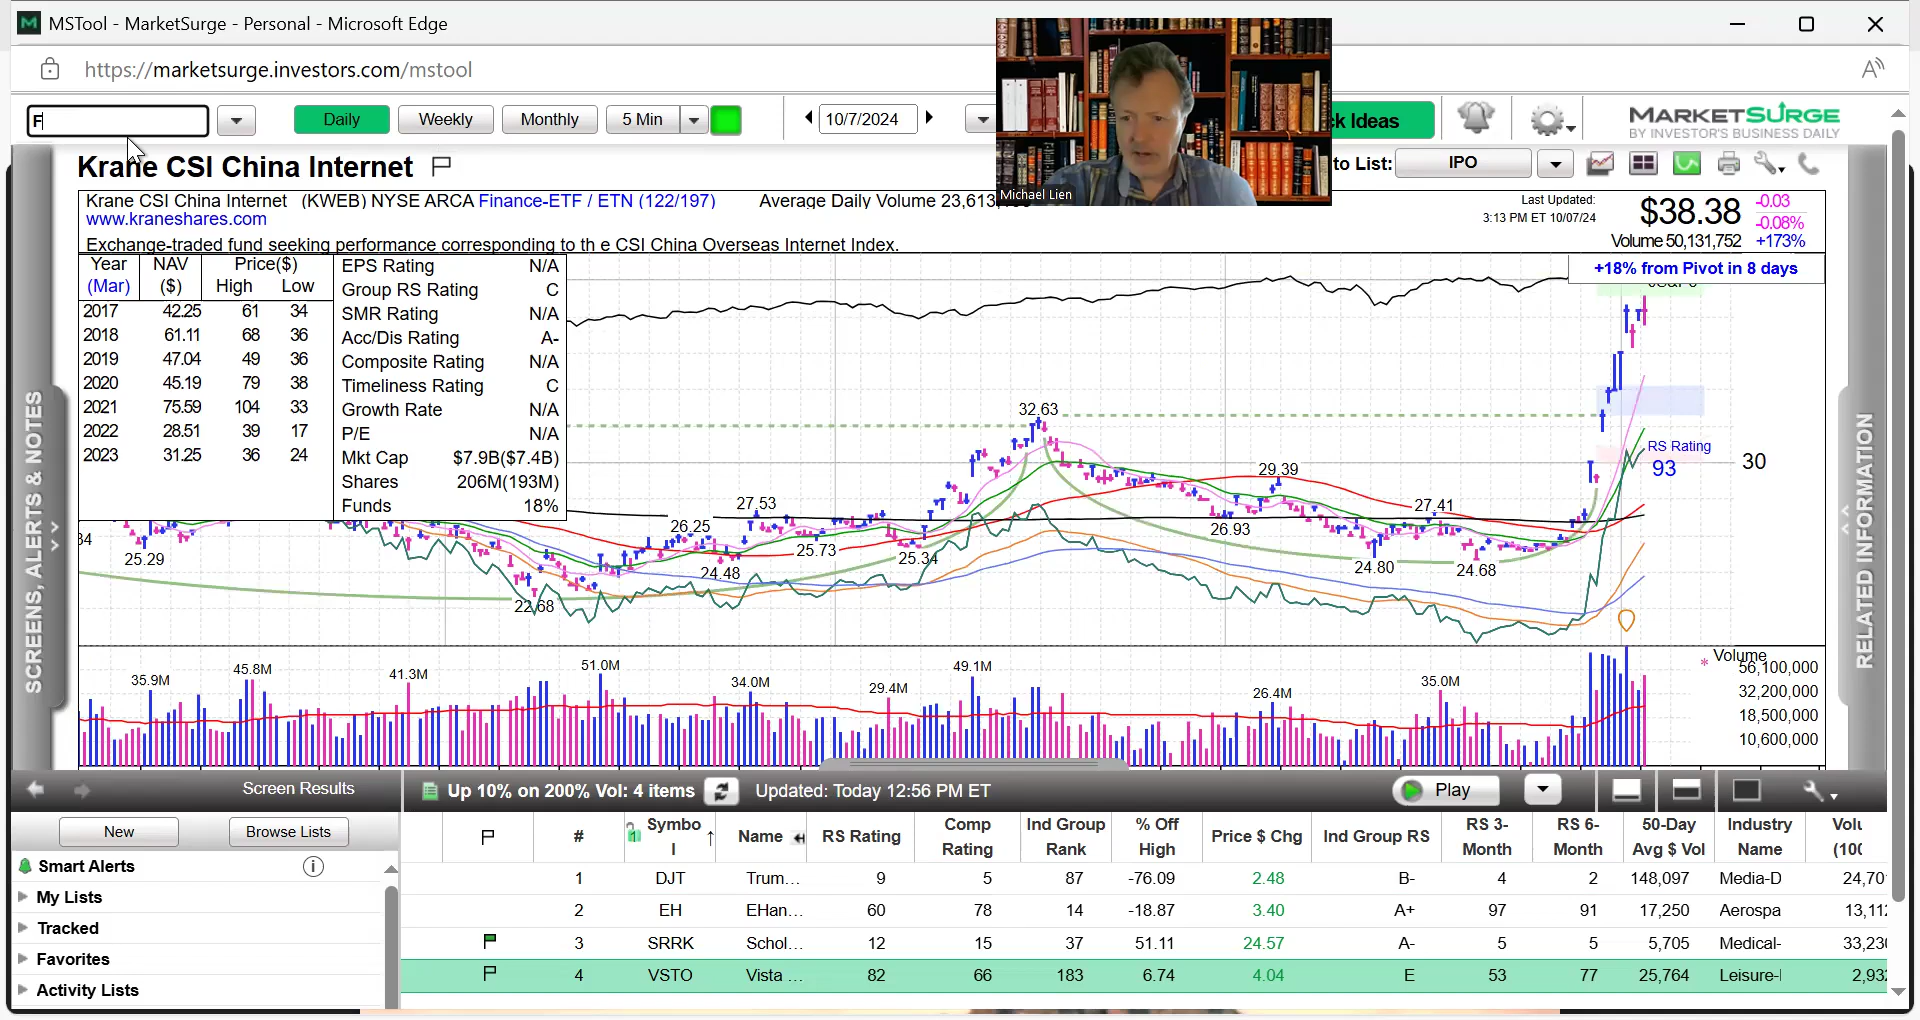 MSTool - MarketSurge - Personal - Microsoft Edge
https://marketsurge.investors.com/mstool
F
Daily
Weekly
Monthly
5 Min
10/7/2024
ck Ideas
MARKETSURGE
BY INVESTOR'S BUSINESS DAILY
Michael Lien
Krane CSI China Internet
to List:
IPO
Krane CSI China Internet (KWEB) NYSE ARCA Finance-ETF / ETN (122/197) Average Daily Volume 23,613,
www.kraneshares.com
Exchange-traded fund seeking performance corresponding to th e CSI China Overseas Internet Index.
Last Updated:
3:13 PM ET 10/07/24
$38.38
-0.03
-0.08%
Volume 50,131,752 +173%
+18% from Pivot in 8 days
Year NAV Price($)
(Mar) ($) High Low
2017 42.25 61 34
2018 61.11 68 36
2019 47.04 49 36
2020 45.19 79 38
2021 75.59 104 33
2022 28.51 39 17
2023 31.25 36 24
EPS Rating N/A
Group RS Rating C
SMR Rating N/A
Acc/Dis Rating A-
Composite Rating N/A
Timeliness Rating C
Growth Rate N/A
P/E N/A
Mkt Cap $7.9B($7.4B)
Shares 206M(193M)
Funds 18%
32.63
RS Rating
93
30
29.39
27.53
27.41
26.25
26.93
34
25.29
25.73
25.34
24.48
24.80
24.68
22.68
Volume
35.9M
45.8M
41.3M
51.0M
34.0M
29.4M
49.1M
26.4M
35.0M
56,100,000
32,200,000
18,500,000
10,600,000
SCREENS, ALERTS & NOTES
RELATED INFORMATION
Screen Results
Up 10% on 200% Vol: 4 items
Updated: Today 12:56 PM ET
Play
New
Browse Lists
Smart Alerts
My Lists
Tracked
Favorites
Activity Lists
# Symbo Name RS Rating Comp Ind Group % Off Price $ Chg Ind Group RS RS 3- RS 6- 50-Day Industry Volu
l Rating Rank High Month Month Avg $ Vol Name (100
1 DJT Trum... 9 5 87 -76.09 2.48 B- 4 2 148,097 Media-D 24,70
2 EH EHan... 60 78 14 -18.87 3.40 A+ 97 91 17,250 Aerospa 13,112
3 SRRK Schol... 12 15 37 51.11 24.57 A- 5 5 5,705 Medical- 33,230
4 VSTO Vista ... 82 66 183 6.74 4.04 E 53 77 25,764 Leisure- 2,932